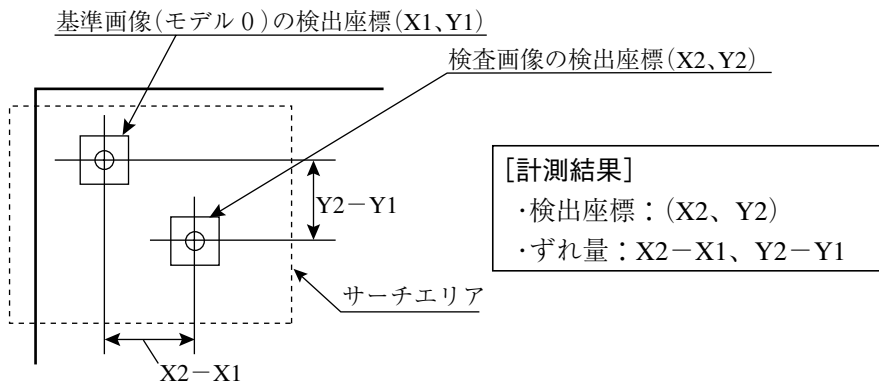 基準画像(モデル0)の検出座標(X1、Y1)
検査画像の検出座標(X2、Y2)
Y2−Y1
サーチエリア
X2−X1
[計測結果]
・検出座標：(X2、Y2)
・ずれ量：X2−X1、Y2−Y1